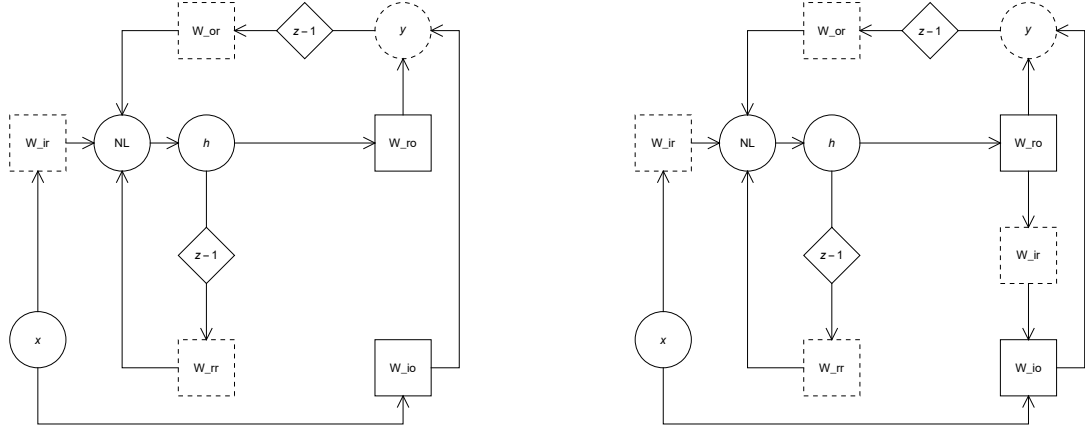 W_or
z − 1
y
W_ir
NL
h
W_ro
z − 1
x
W_rr
W_io
W_or
z − 1
y
W_ir
NL
h
W_ro
z − 1
W_ir
x
W_rr
W_io